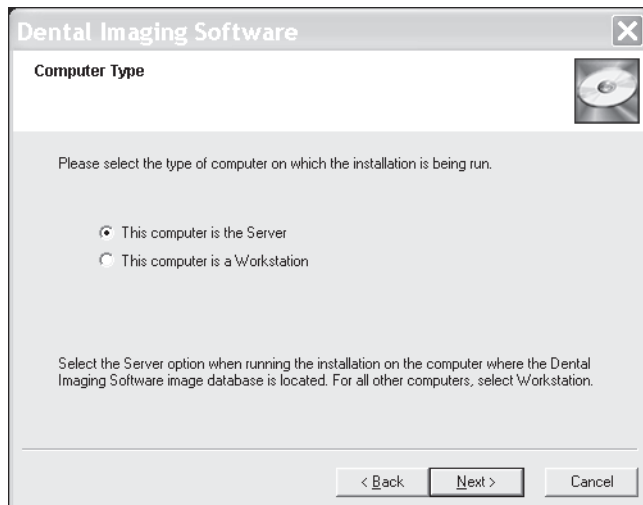 Dental Imaging Software
Computer Type
Please select the type of computer on which the installation is being run.
This computer is the Server
This computer is a Workstation
Select the Server option when running the installation on the computer where the Dental
Imaging Software image database is located. For all other computers, select Workstation.
< Back
Next >
Cancel